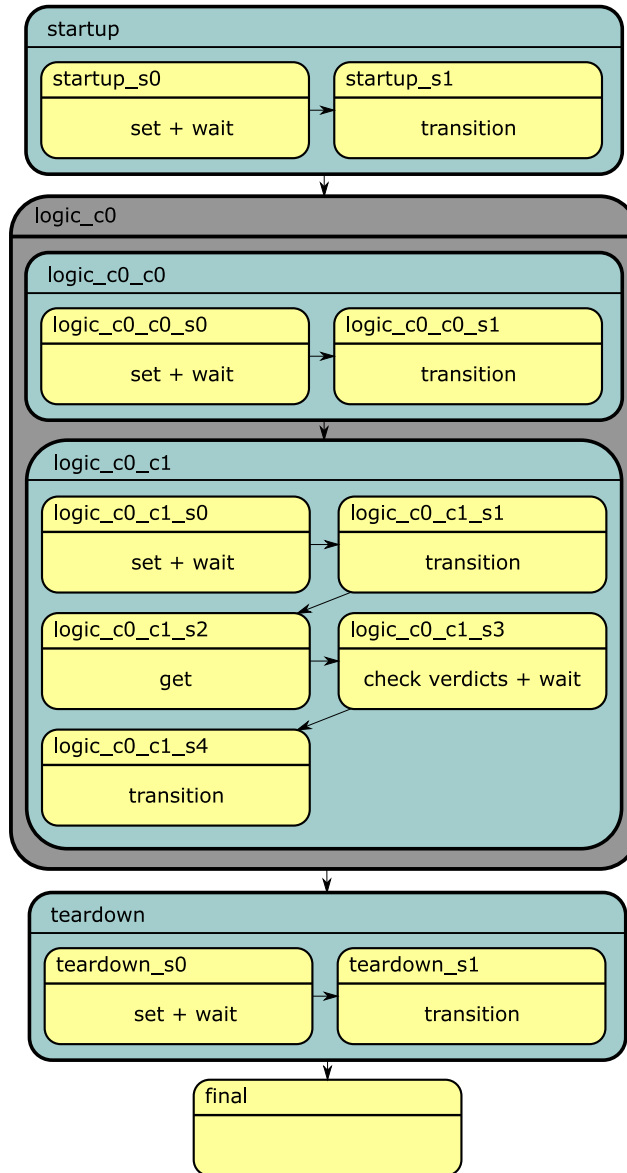 startup
startup_s0
startup_s1
set + wait
transition
logic_c0
logic_c0_c0
logic_c0_c0_s0
logic_c0_c0_s1
set + wait
transition
logic_c0_c1
logic_c0_c1_s0
logic_c0_c1_s1
set + wait
transition
logic_c0_c1_s2
logic_c0_c1_s3
get
check verdicts + wait
logic_c0_c1_s4
transition
teardown
teardown_s0
teardown_s1
set + wait
transition
final